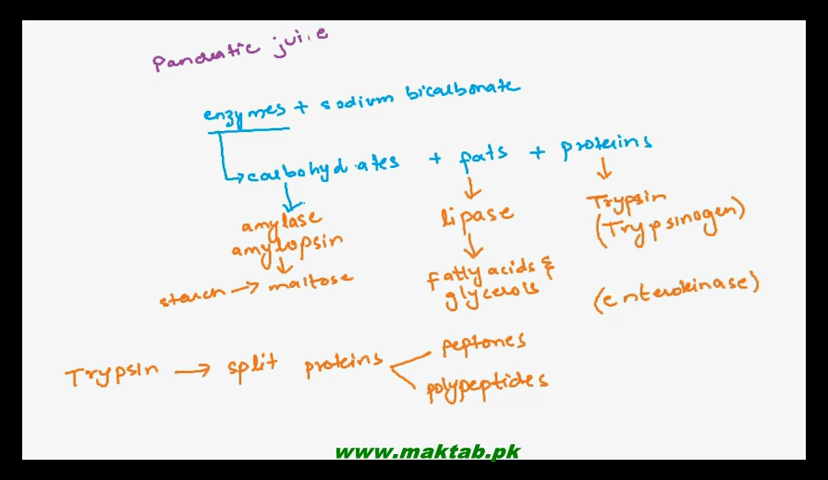 Pancreatic juice
enzymes + sodium bicarbonate
carbohydrates + fats + proteins
amylase
amylopsin
lipase
Trypsin
(Trypsinogen)
starch → maltose
fatty acids &
glycerols
(enterokinase)
Trypsin → split proteins
peptones
polypeptides
www.maktab.pk